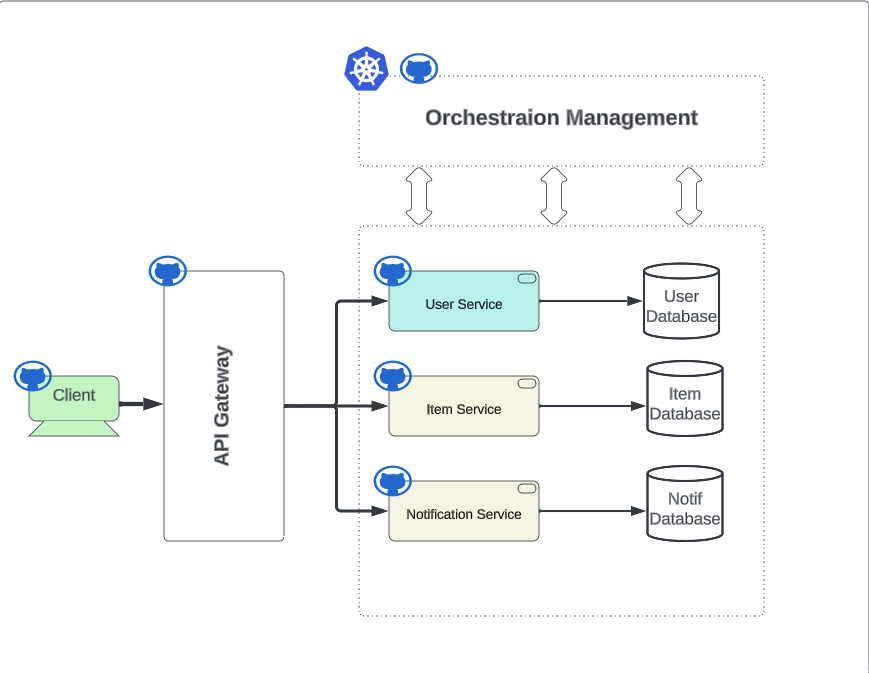 Orchestraion Management
Client
API Gateway
User Service
User
Database
Item Service
Item
Database
Notification Service
Notif
Database